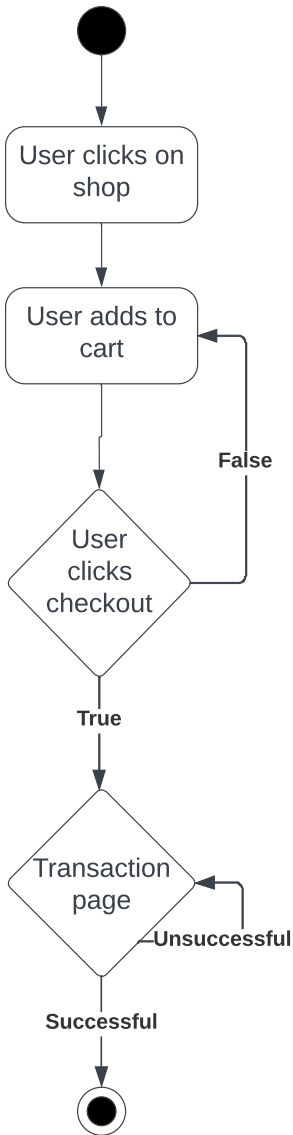 User clicks on
shop
User adds to
cart
False
User
clicks
checkout
True
Transaction
page
Unsuccessful
Successful